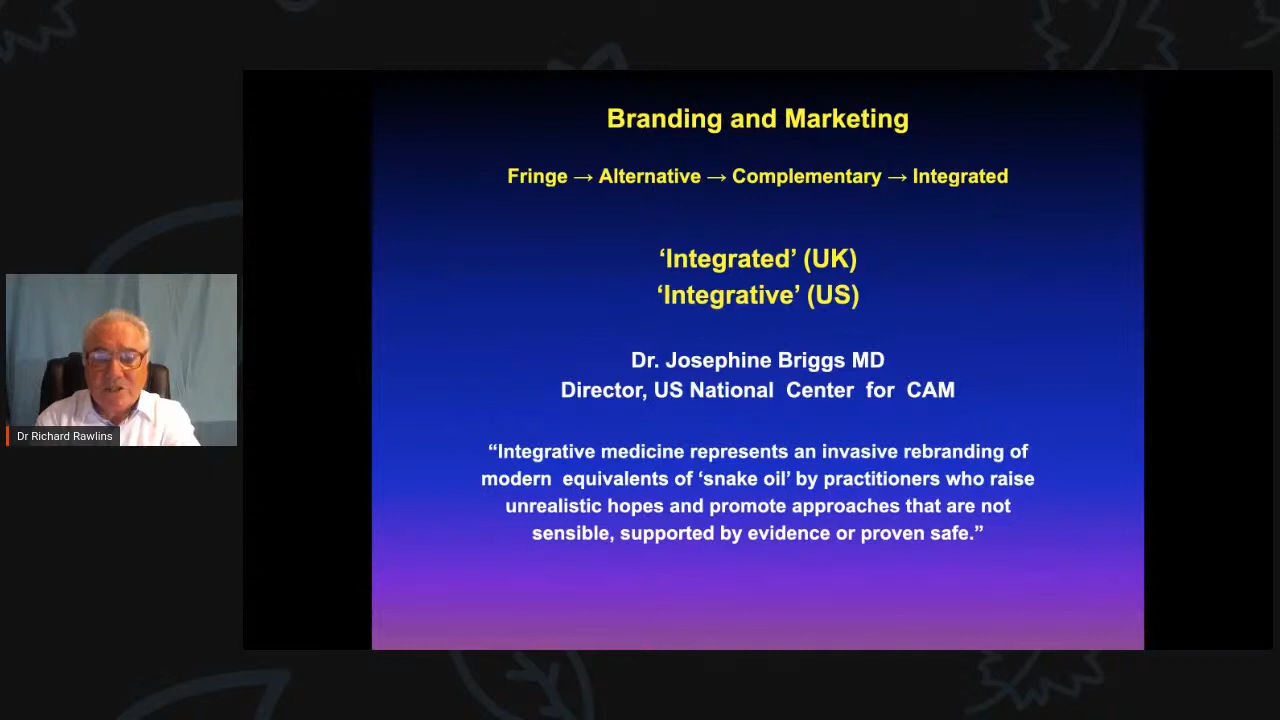 Branding and Marketing
Fringe → Alternative → Complementary → Integrated
‘Integrated’ (UK)
‘Integrative’ (US)
Dr. Josephine Briggs MD
Director, US National Center for CAM
“Integrative medicine represents an invasive rebranding of
modern equivalents of ‘snake oil’ by practitioners who raise
unrealistic hopes and promote approaches that are not
sensible, supported by evidence or proven safe.”
Dr Richard Rawlins